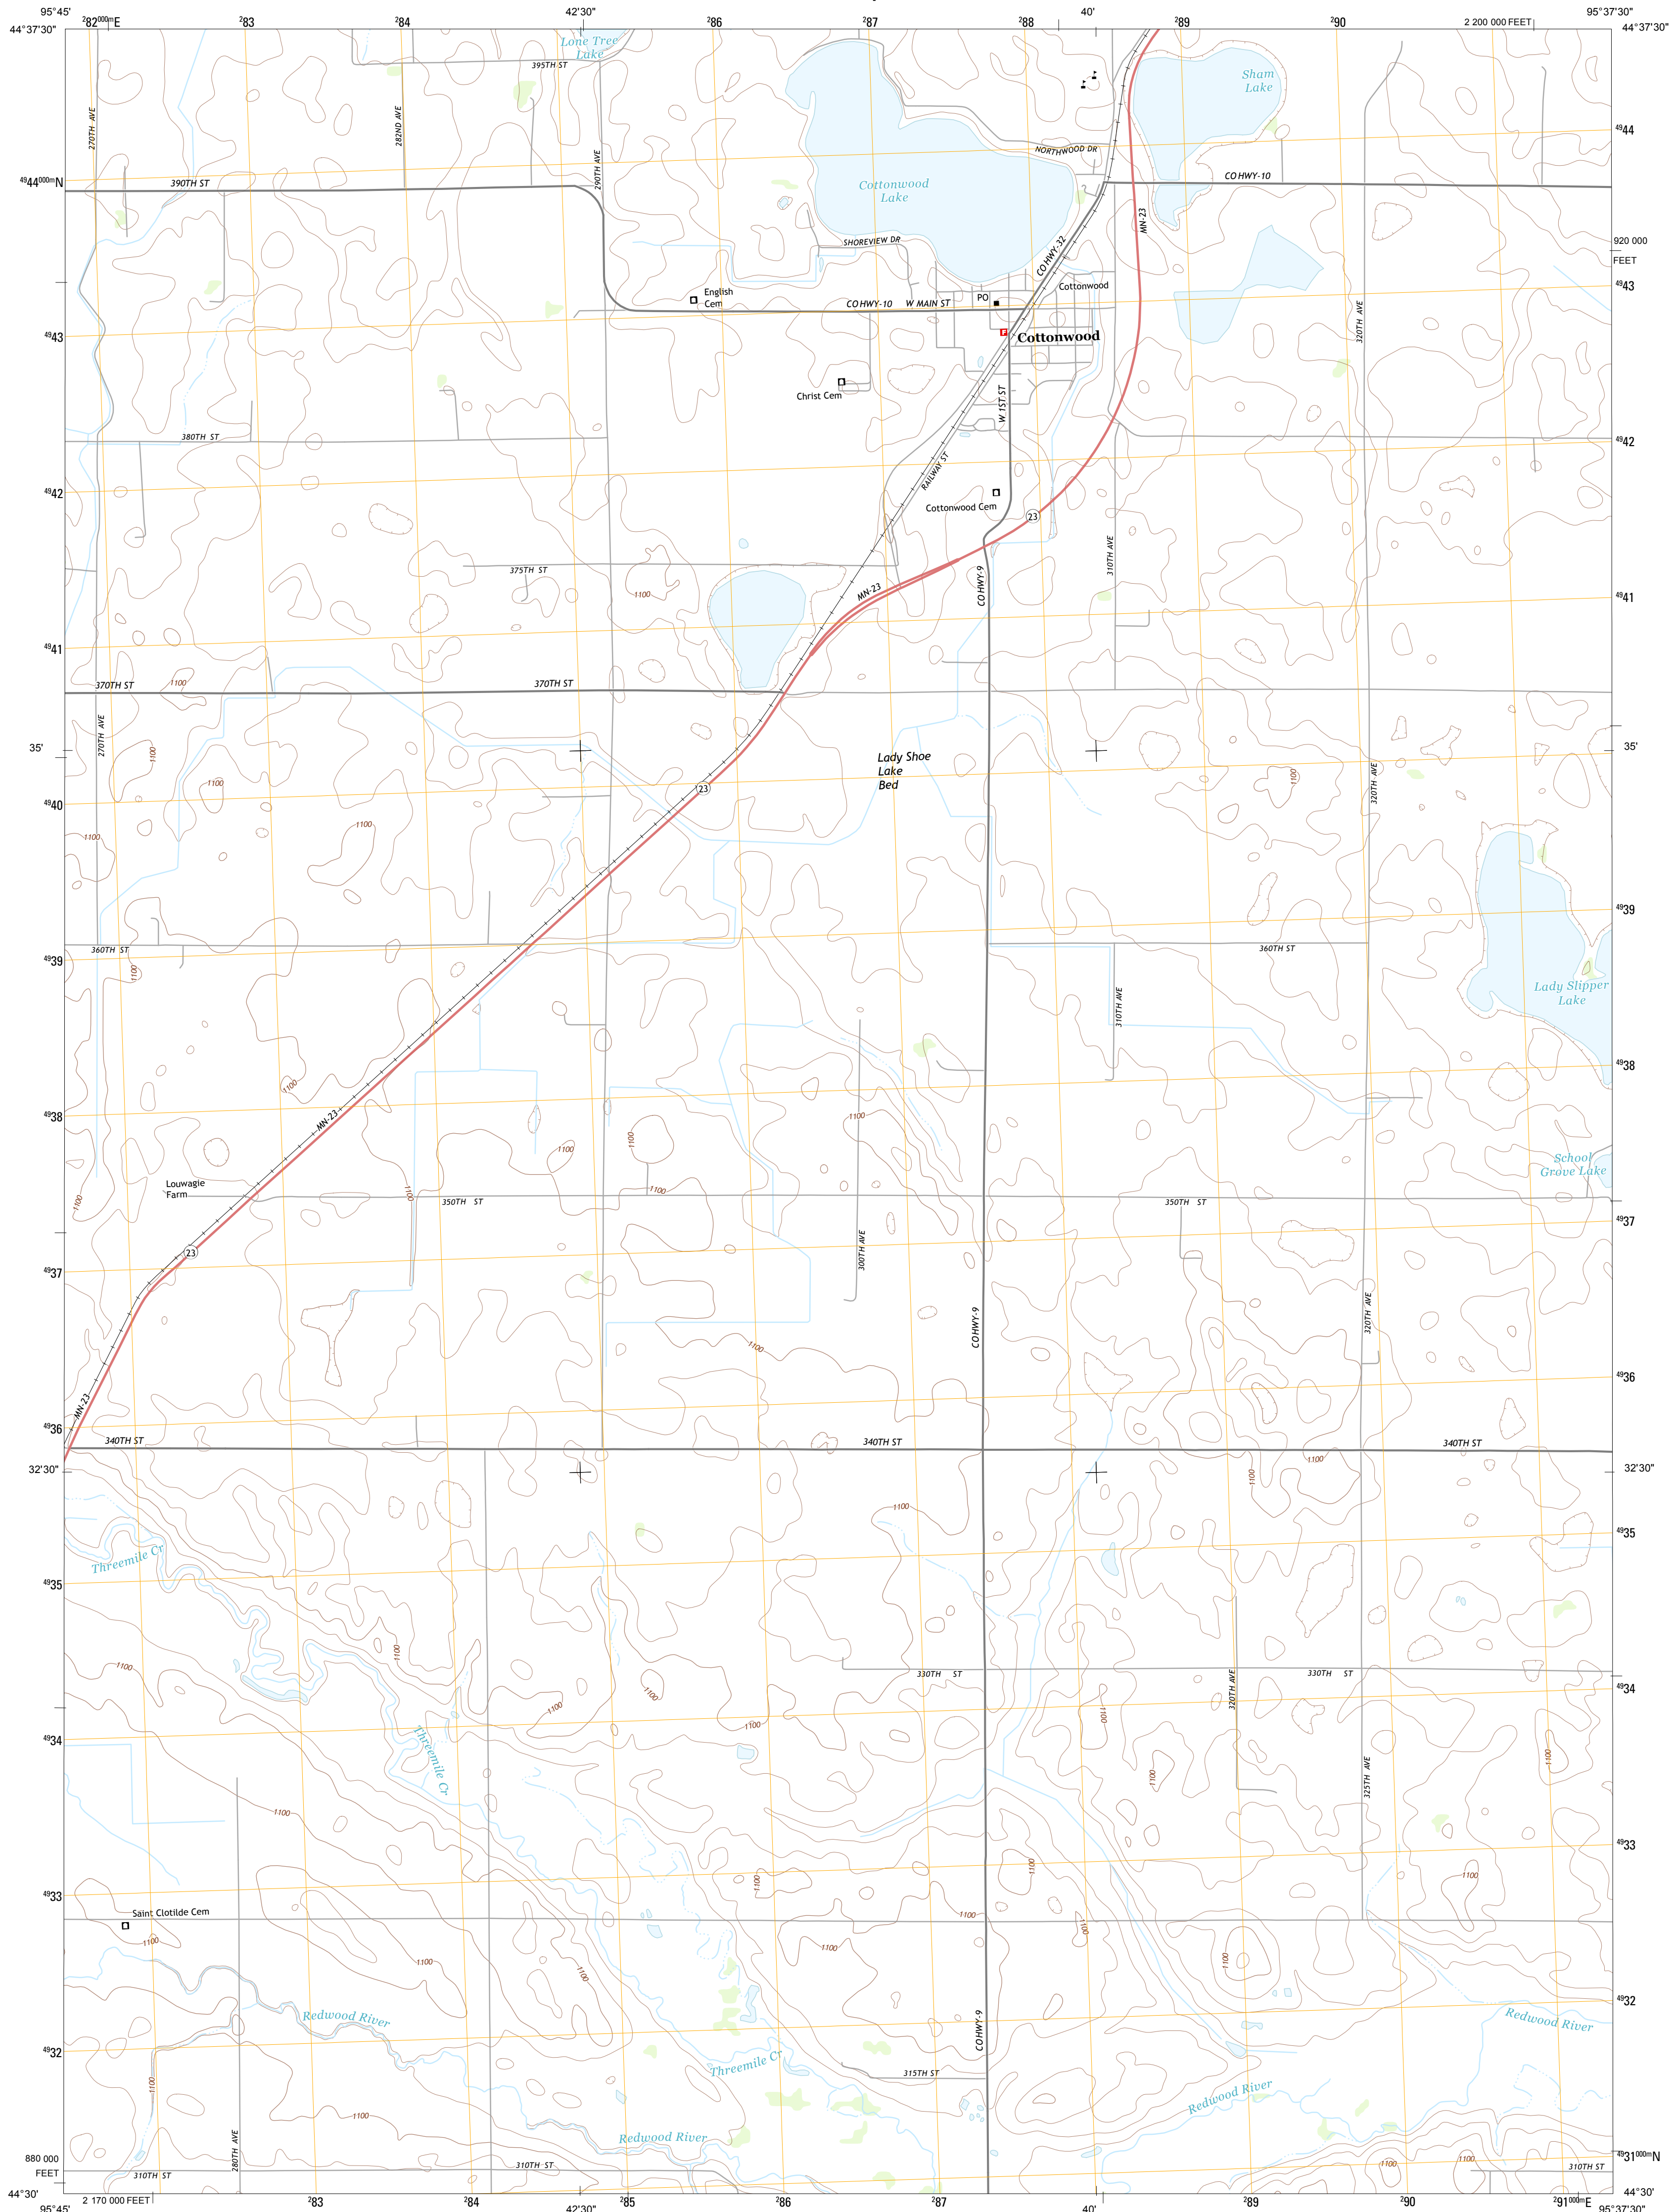 95°45'
²82⁰⁰⁰ᵐE
²83
²84
42'30"
²86
²87
²88
40'
²89
²90
2 200 000 FEET
95°37'30"
44°37'30"
44°37'30"
Lone Tree
Lake
395TH ST
Sham
Lake
270TH AVE
282ND AVE
290TH AVE
⁴⁹44
NORTHWOOD DR
⁴⁹44⁰⁰⁰ᵐN
390TH ST
Cottonwood
Lake
CO HWY-10
MN-23
SHOREVIEW DR
CO HWY-32
920 000
FEET
English
Cem
PO
Cottonwood
⁴⁹43
CO HWY-10
W MAIN ST
320TH AVE
⁴⁹43
F
Cottonwood
Christ Cem
W 1ST ST
380TH ST
⁴⁹42
RAILWAY ST
⁴⁹42
Cottonwood Cem
23
310TH AVE
375TH ST
CO HWY-9
MN-23
1100
⁴⁹41
⁴⁹41
370TH ST
1100
370TH ST
270TH AVE
35'
1100
Lady Shoe
Lake
Bed
35'
1100
1100
320TH AVE
23
⁴⁹40
⁴⁹40
1100
1100
⁴⁹39
360TH ST
360TH ST
⁴⁹39
1100
Lady Slipper
Lake
310TH AVE
⁴⁹38
1100
⁴⁹38
MN-23
1100
1100
School
Grove Lake
Louwagie
Farm
1100
1100
1100
350TH ST
350TH ST
⁴⁹37
23
300TH AVE
⁴⁹37
320TH AVE
CO HWY-9
1100
⁴⁹36
MN-23
⁴⁹36
340TH ST
340TH ST
340TH ST
1100
32'30"
32'30"
1100
1100
⁴⁹35
Threemile Cr
⁴⁹35
1100
1100
330TH ST
330TH ST
320TH AVE
1100
⁴⁹34
1100
1100
1100
⁴⁹34
Threemile Cr
1100
1100
325TH AVE
1100
⁴⁹33
1100
1100
1100
⁴⁹33
Saint Clotilde Cem
1100
1100
1100
1100
1100
1100
1100
⁴⁹32
Redwood River
Redwood River
CO HWY-9
⁴⁹32
Threemile Cr
315TH ST
1100
Redwood River
1100
280TH AVE
Redwood River
880 000
FEET
310TH ST
310TH ST
1100
1100
⁴⁹31⁰⁰⁰ᵐN
310TH ST
44°30'
44°30'
95°45'
2 170 000 FEET
²83
²84
42'30"
²85
²86
²87
40'
²89
²90
²91⁰⁰⁰ᵐE
95°37'30"